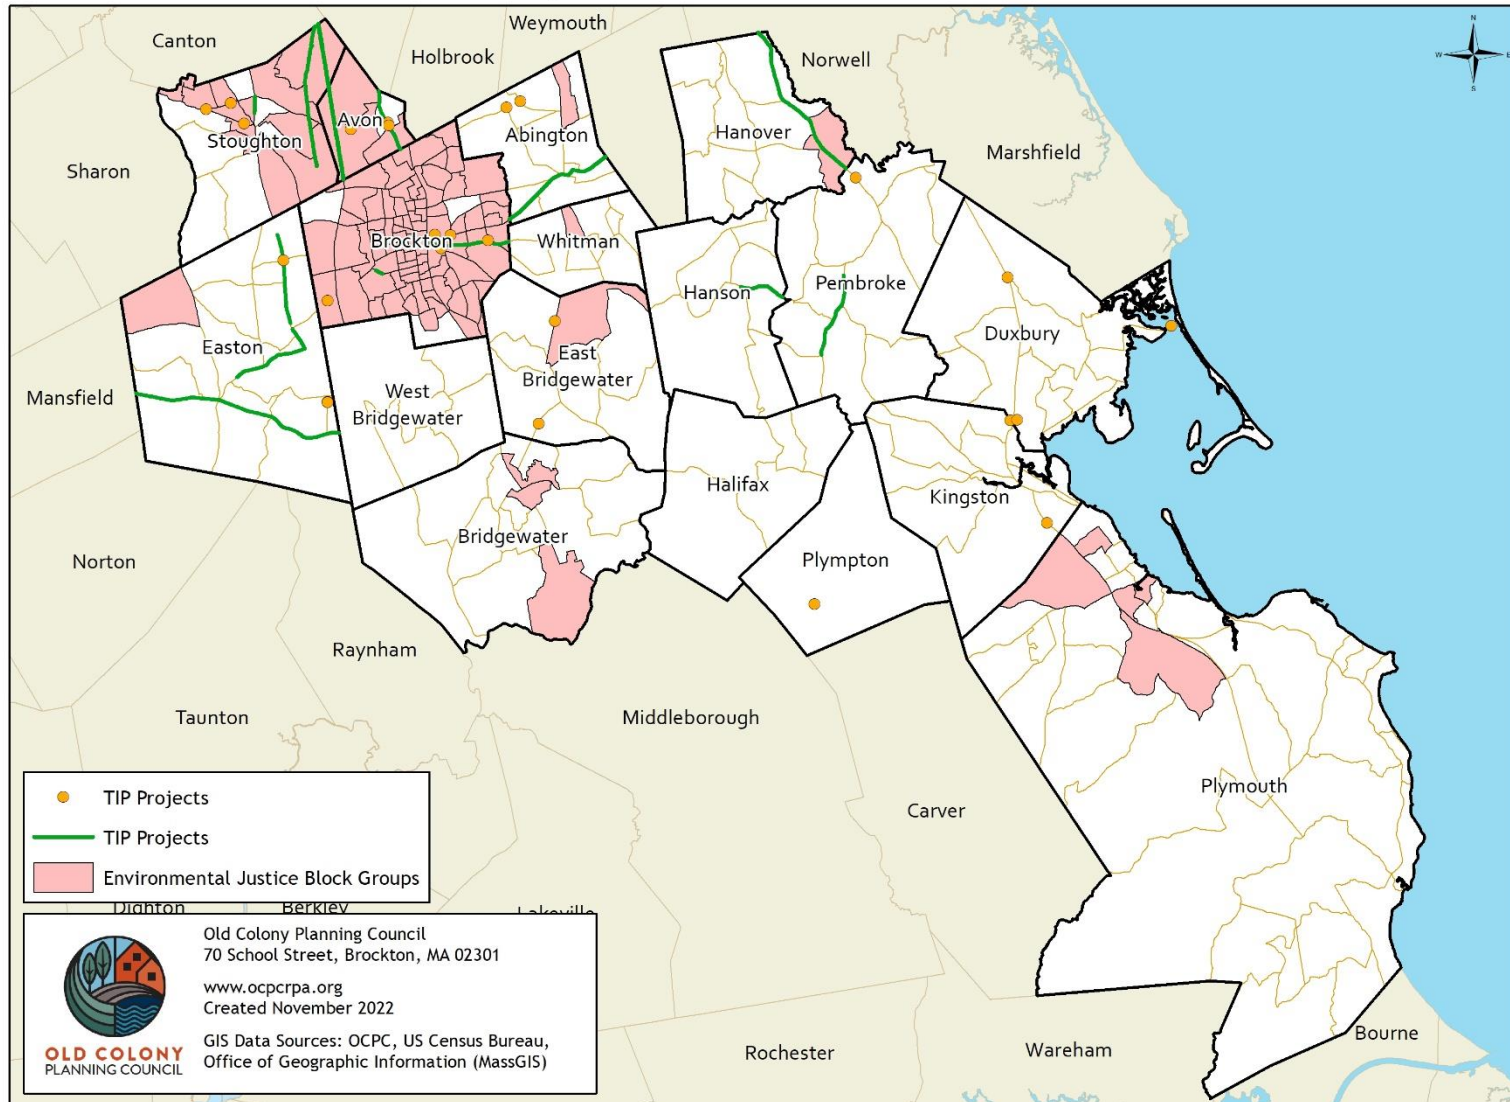 Weymouth
Canton
Holbrook
Norwell
N
W
E
S
Avon
Stoughton
Abington
Hanover
Marshfield
Sharon
Brockton
Whitman
Hanson
Pembroke
Duxbury
Easton
East
Bridgewater
West
Bridgewater
Mansfield
Halifax
Kingston
Bridgewater
Plympton
Norton
Raynham
Taunton
Middleborough
Carver
Plymouth
TIP Projects
TIP Projects
Environmental Justice Block Groups
Dighton
Berkley
Lakeville
Old Colony Planning Council
70 School Street, Brockton, MA 02301
www.ocpcrpa.org
Created November 2022
GIS Data Sources: OCPC, US Census Bureau,
Office of Geographic Information (MassGIS)
OLD COLONY
PLANNING COUNCIL
Rochester
Wareham
Bourne